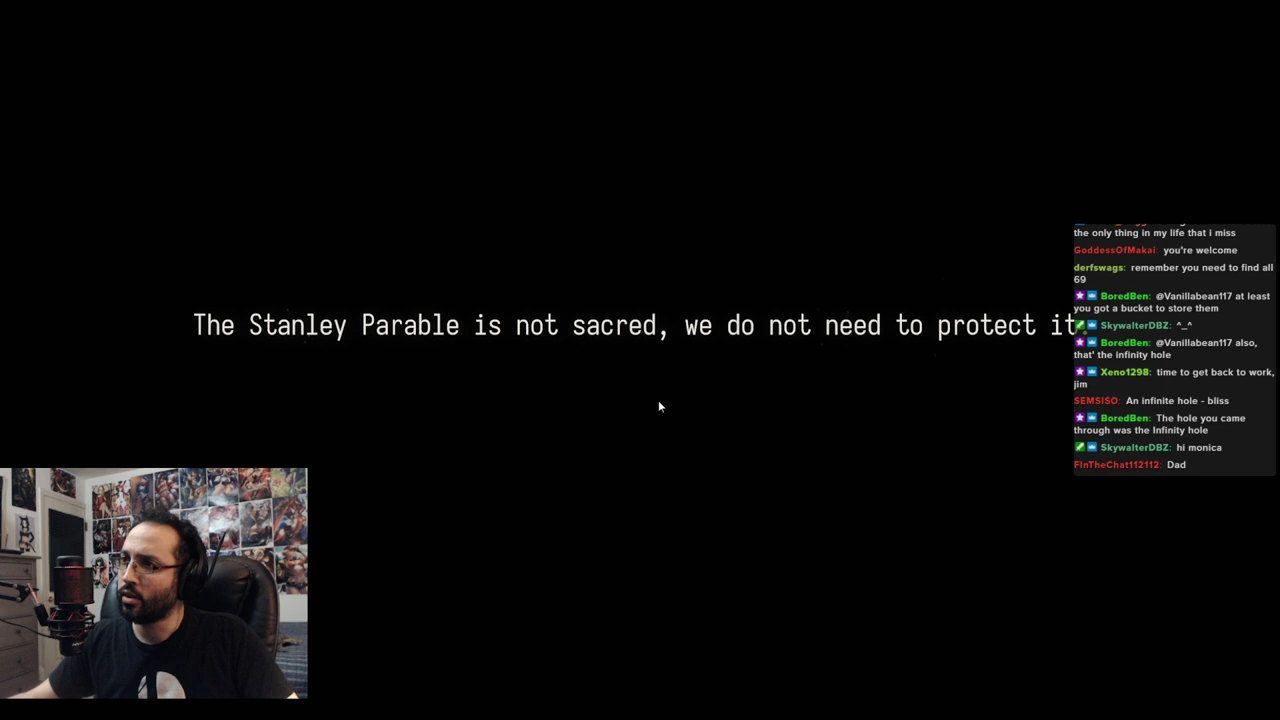 The Stanley Parable is not sacred, we do not need to protect it.
the only thing in my life that i miss
GoddessOfMakai: you're welcome
derfswags: remember you need to find all
69
BoredBen: @Vanillabean117 at least
you got a bucket to store them
SkywalterDBZ: ^_^
BoredBen: @Vanillabean117 also,
that' the infinity hole
Xeno1298: time to get back to work,
jim
SEMSISO: An infinite hole - bliss
BoredBen: The hole you came
through was the Infinity hole
SkywalterDBZ: hi monica
FInTheChat112112: Dad